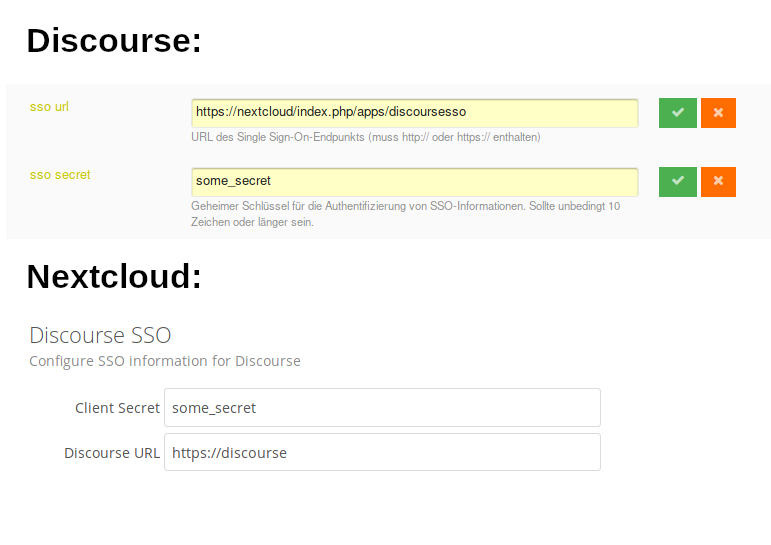 Discourse:
sso url
https://nextcloud/index.php/apps/discoursesso
URL des Single Sign-On-Endpunkts (muss http:// oder https:// enthalten)
sso secret
some_secret
Geheimer Schlüssel für die Authentifizierung von SSO-Informationen. Sollte unbedingt 10
Zeichen oder länger sein.
Nextcloud:
Discourse SSO
Configure SSO information for Discourse
Client Secret some_secret
Discourse URL https://discourse